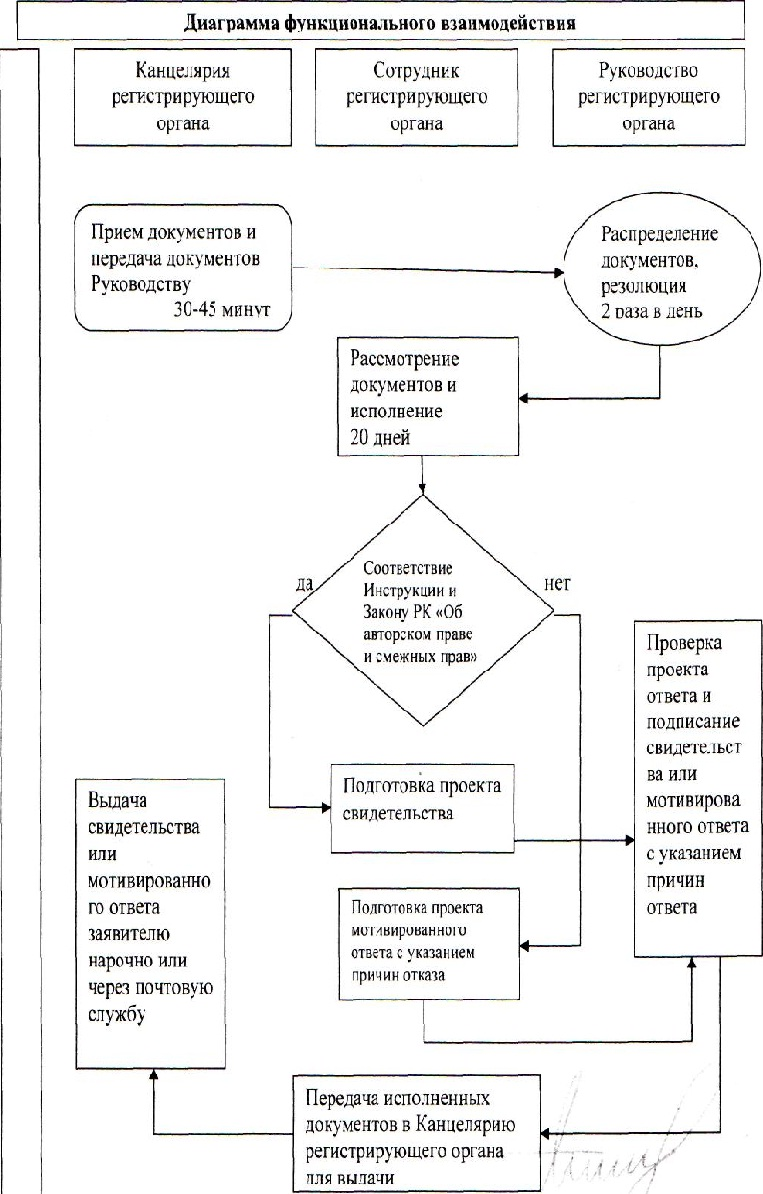 Диаграмма функционального взаимодействия
Канцелярия
регистрирующего
органа
Сотрудник
регистрирующего
органа
Руководство
регистрирующего
органа
Прием документов и
передача документов
Руководству
30-45 минут
Распределение
документов,
резолюция
2 раза в день
Рассмотрение
документов и
исполнение
20 дней
да
Соответствие
Инструкции и
Закону РК «Об
авторском праве
и смежных прав»
нет
Проверка
проекта
ответа и
подписание
свидетельст
ва или
мотивирова
нного ответа
с указанием
причин
ответа
Подготовка проекта
свидетельства
Выдача
свидетельства
или
мотивированно
го ответа
заявителю
нарочно или
через почтовую
службу
Подготовка проекта
мотивированного
ответа с указанием
причин отказа
Передача исполненных
документов в Канцелярию
регистрирующего органа
для выдачи